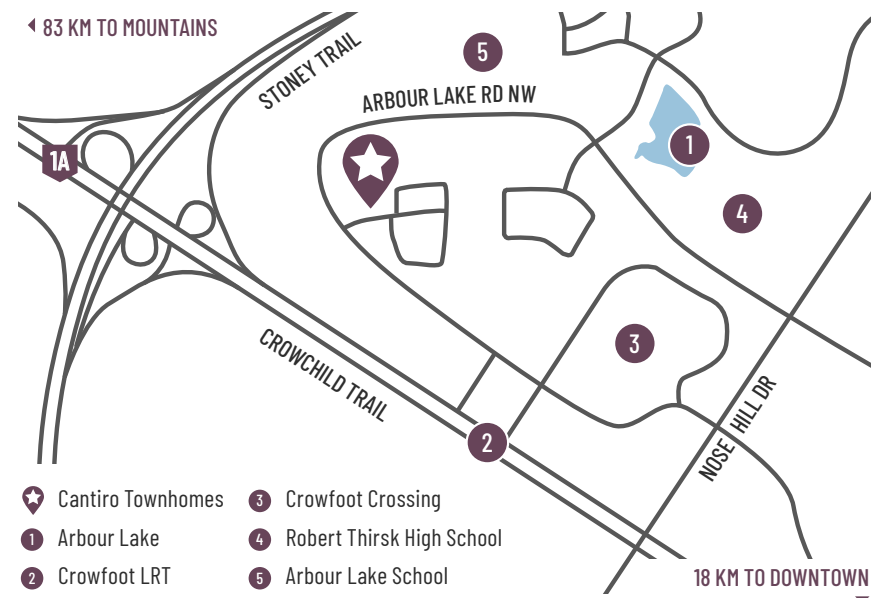 83 KM TO MOUNTAINS
STONEY TRAIL
5
ARBOUR LAKE RD NW
1
1A
4
3
CROWCHILD TRAIL
NOSE HILL DR
2
Cantiro Townhomes
1 Arbour Lake
2 Crowfoot LRT
3 Crowfoot Crossing
4 Robert Thirsk High School
5 Arbour Lake School
18 KM TO DOWNTOWN